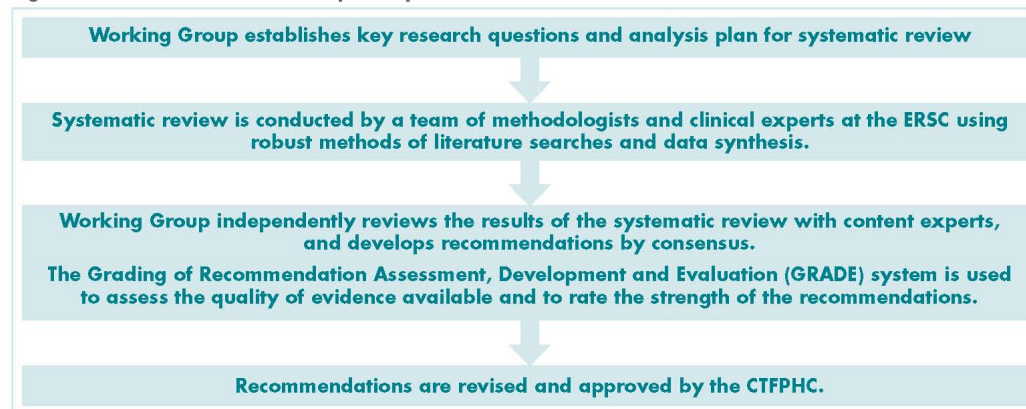 Working Group establishes key research questions and analysis plan for systematic review
Systematic review is conducted by a team of methodologists and clinical experts at the ERSC using
robust methods of literature searches and data synthesis.
Working Group independently reviews the results of the systematic review with content experts,
and develops recommendations by consensus.
The Grading of Recommendation Assessment, Development and Evaluation (GRADE) system is used
to assess the quality of evidence available and to rate the strength of the recommendations.
Recommendations are revised and approved by the CTFPHC.